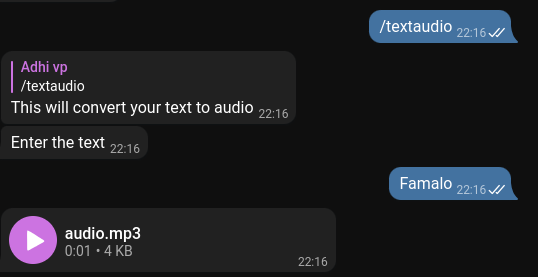 /textaudio 22:16
Adhi vp
/textaudio
This will convert your text to audio 22:16
Enter the text 22:16
Famalo 22:16
audio.mp3
0:01 • 4 KB
22:16